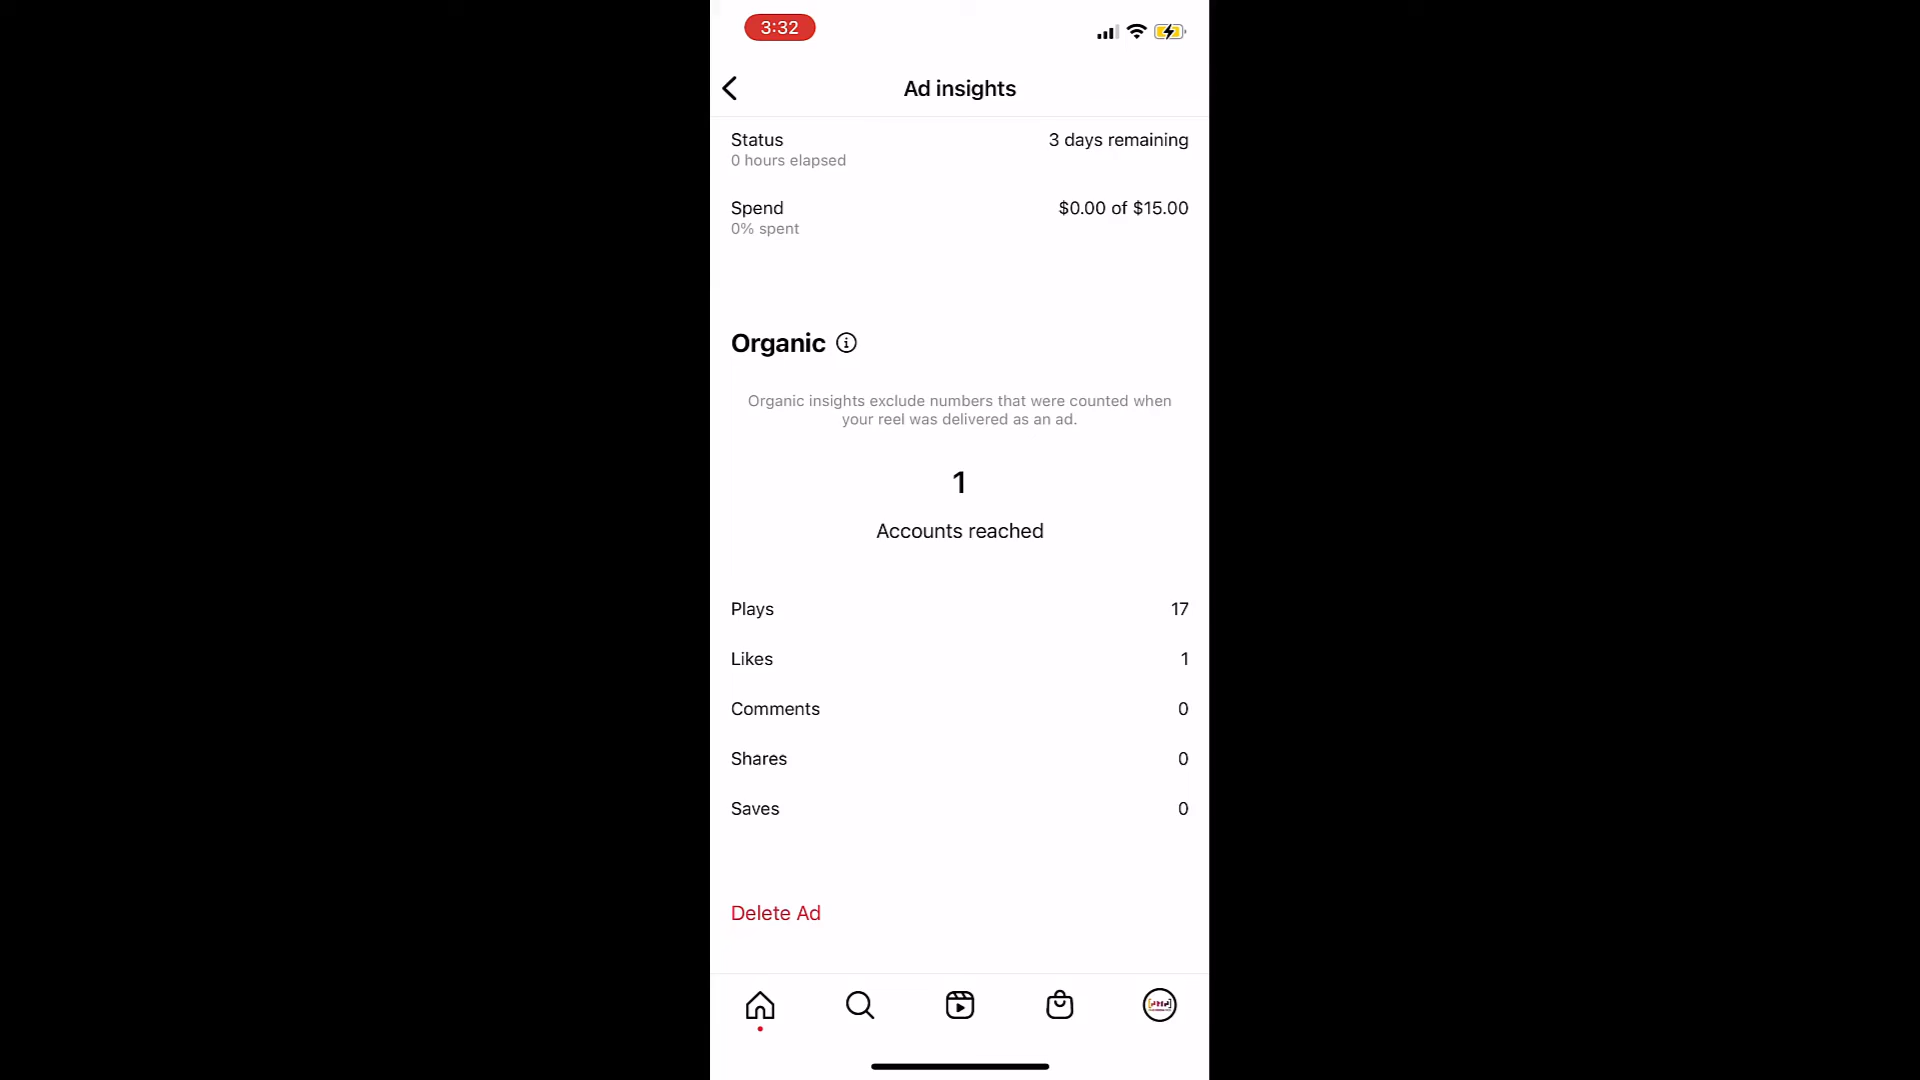 3:32
Ad insights
Status
3 days remaining
0 hours elapsed
Spend
$0.00 of $15.00
0% spent
Organic
Organic insights exclude numbers that were counted when
your reel was delivered as an ad.
1
Accounts reached
Plays
17
Likes
1
Comments
0
Shares
0
Saves
0
Delete Ad